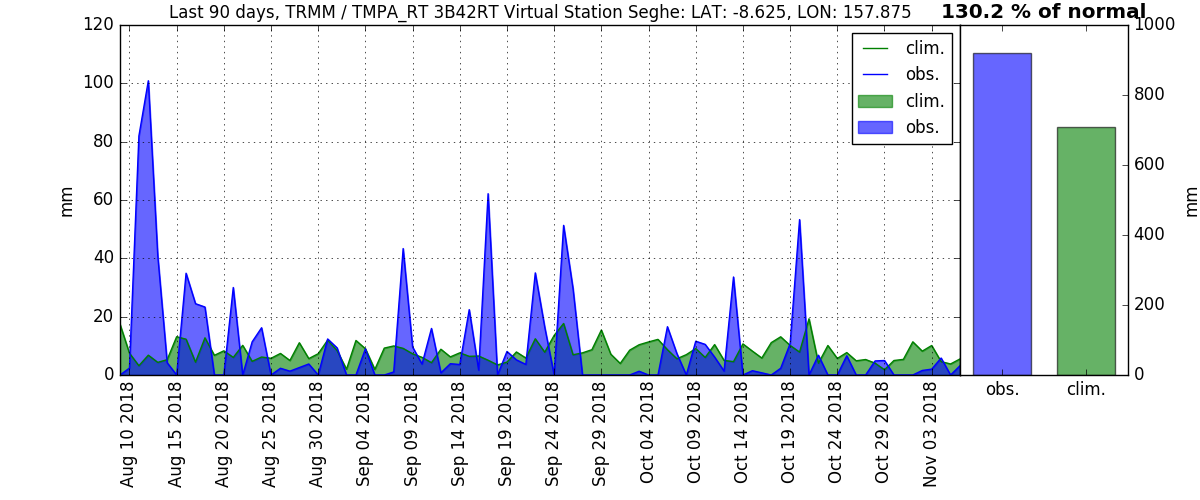 Last 90 days, TRMM / TMPA_RT 3B42RT Virtual Station Seghe: LAT: -8.625, LON: 157.875
130.2 % of normal
mm
120
100
80
60
40
20
0
clim.
obs.
clim.
obs.
1000
800
600
400
200
0
mm
obs.
clim.
Aug 10 2018
Aug 15 2018
Aug 20 2018
Aug 25 2018
Aug 30 2018
Sep 04 2018
Sep 09 2018
Sep 14 2018
Sep 19 2018
Sep 24 2018
Sep 29 2018
Oct 04 2018
Oct 09 2018
Oct 14 2018
Oct 19 2018
Oct 24 2018
Oct 29 2018
Nov 03 2018